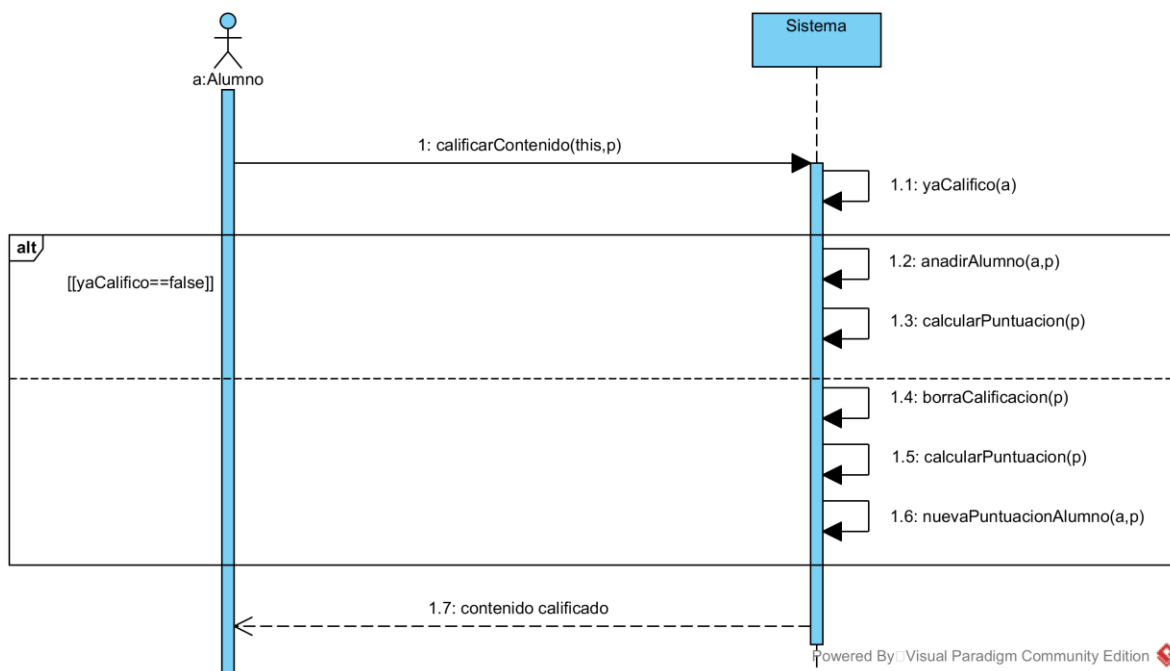 Sistema
a:Alumno
1: calificarContenido(this,p)
1.1: yaCalifico(a)
alt
1.2: anadirAlumno(a,p)
[[yaCalifico==false]]
1.3: calcularPuntuacion(p)
1.4: borraCalificacion(p)
1.5: calcularPuntuacion(p)
1.6: nuevaPuntuacionAlumno(a,p)
1.7: contenido calificado
Powered By Visual Paradigm Community Edition